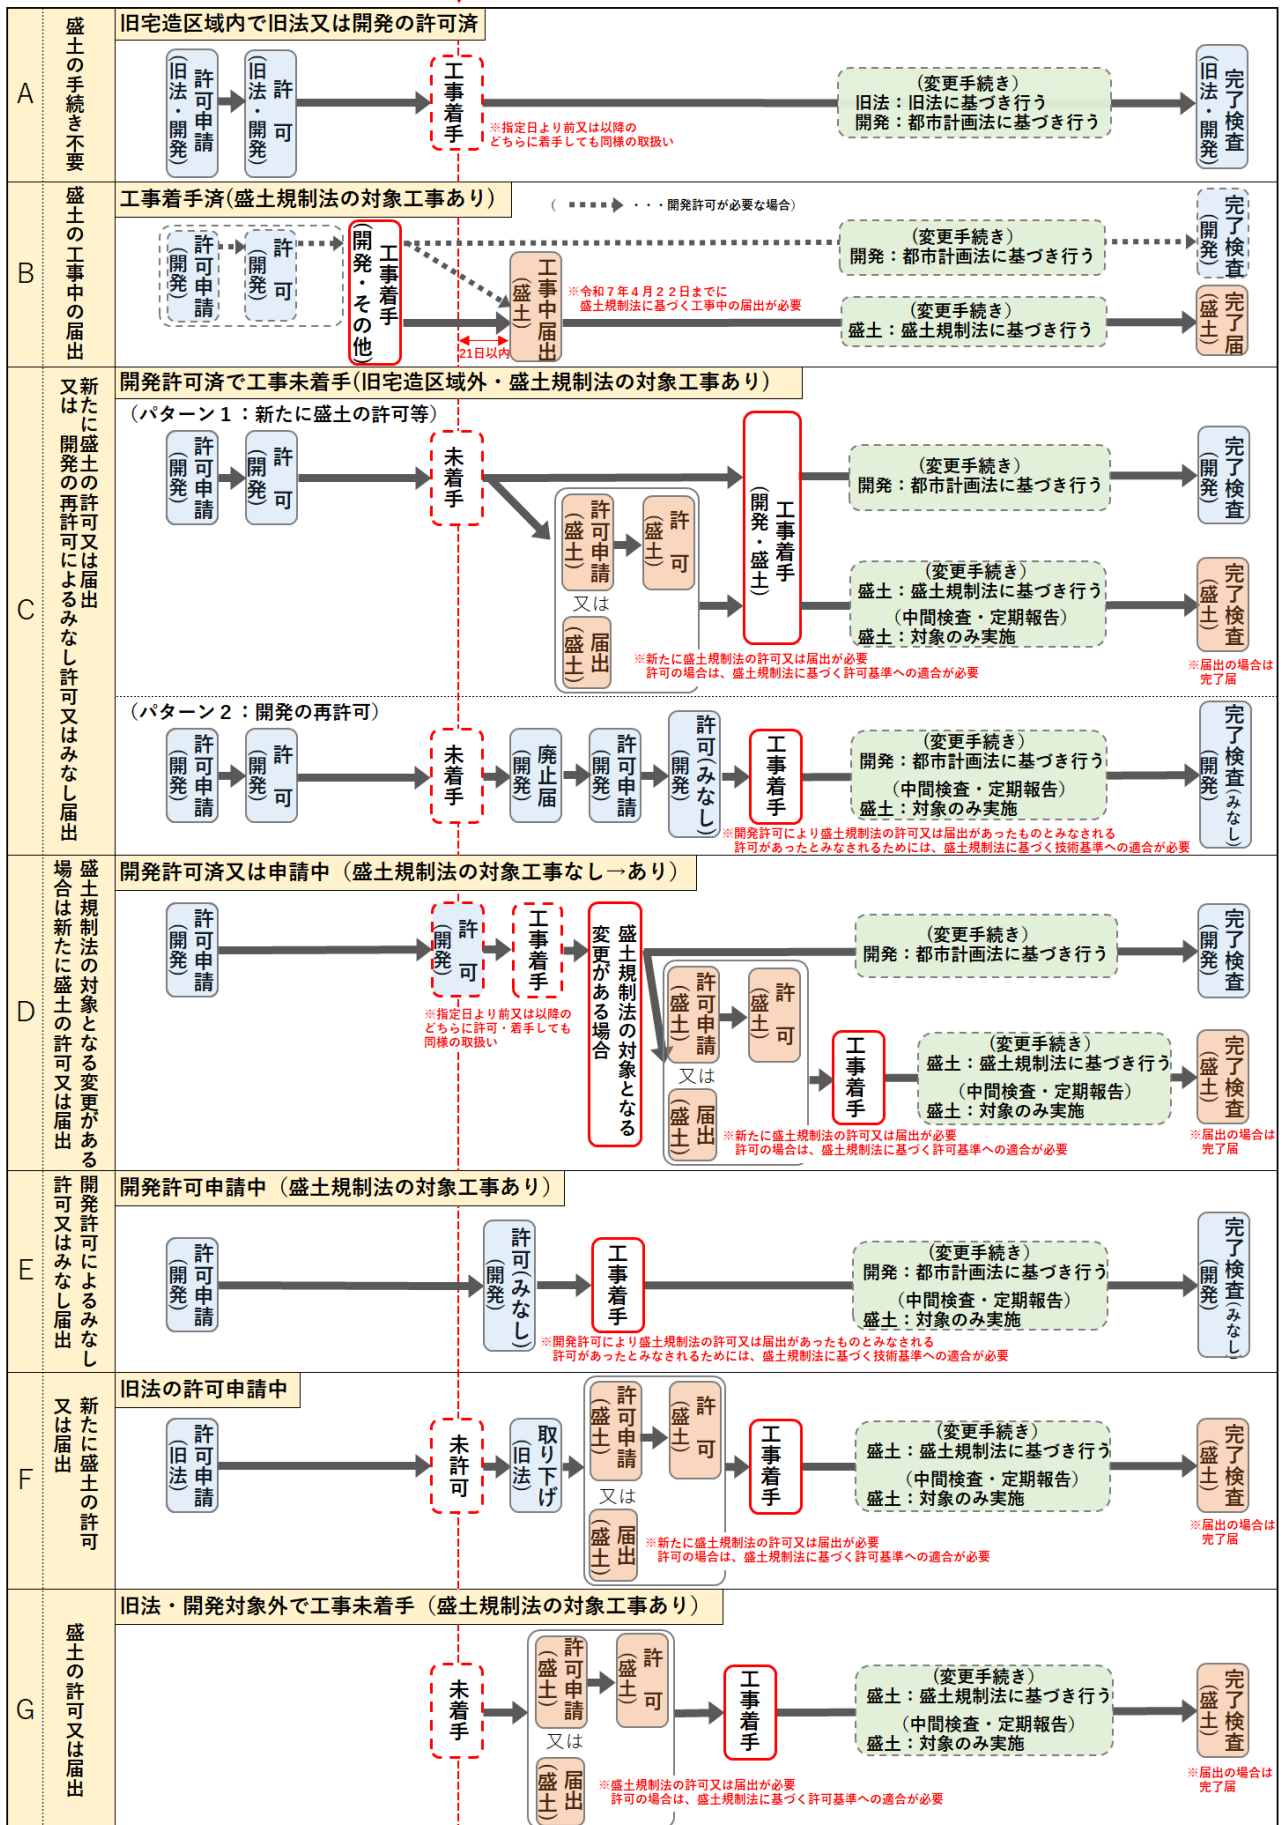 A
盛土の手続き不要
旧宅造区域内で旧法又は開発の許可済
許可申請
(旧法・開発)
許可
(旧法・開発)
工事着手
※指定日より前又は以降の
どちらに着手しても同様の取扱い
(変更手続き)
旧法：旧法に基づき行う
開発：都市計画法に基づき行う
完了検査
(旧法・開発)
B
盛土の工事中の届出
工事着手済(盛土規制法の対象工事あり)
( ・・・開発許可が必要な場合)
許可申請
(開発)
許可
(開発)
工事着手
(開発・その他)
21日以内
工事中届出
(盛土)
※令和７年４月２２日までに
盛土規制法に基づく工事中の届出が必要
(変更手続き)
開発：都市計画法に基づき行う
完了検査
(開発)
(変更手続き)
盛土：盛土規制法に基づき行う
完了届
(盛土)
C
新たに盛土の許可又は届出
又は 開発の再許可によるみなし許可又はみなし届出
開発許可済で工事未着手(旧宅造区域外・盛土規制法の対象工事あり)
（パターン１：新たに盛土の許可等）
許可申請
(開発)
許可
(開発)
未着手
許可申請
(盛土)
許可
(盛土)
又は
届出
(盛土)
工事着手
(開発・盛土)
※新たに盛土規制法の許可又は届出が必要
許可の場合は、盛土規制法に基づく許可基準への適合が必要
(変更手続き)
開発：都市計画法に基づき行う
完了検査
(開発)
(変更手続き)
盛土：盛土規制法に基づき行う
(中間検査・定期報告)
盛土：対象のみ実施
完了検査
(盛土)
※届出の場合は
完了届
（パターン２：開発の再許可）
許可申請
(開発)
許可
(開発)
未着手
廃止届
(開発)
許可申請
(開発)
許可(みなし)
(開発)
工事着手
(変更手続き)
開発：都市計画法に基づき行う
(中間検査・定期報告)
盛土：対象のみ実施
完了検査(みなし)
(開発)
※開発許可により盛土規制法の許可又は届出があったものとみなされる
許可があったとみなされるためには、盛土規制法に基づく技術基準への適合が必要
D
盛土規制法の対象となる変更がある
場合は新たに盛土の許可又は届出
開発許可済又は申請中（盛土規制法の対象工事なし→あり）
許可申請
(開発)
許可
(開発)
工事着手
※指定日より前又は以降の
どちらに許可・着手しても
同様の取扱い
盛土規制法の対象となる
変更がある場合
許可申請
(盛土)
許可
(盛土)
又は
届出
(盛土)
工事着手
※新たに盛土規制法の許可又は届出が必要
許可の場合は、盛土規制法に基づく許可基準への適合が必要
(変更手続き)
開発：都市計画法に基づき行う
完了検査
(開発)
(変更手続き)
盛土：盛土規制法に基づき行う
(中間検査・定期報告)
盛土：対象のみ実施
完了検査
(盛土)
※届出の場合は
完了届
E
開発許可によるみなし
許可又はみなし届出
開発許可申請中（盛土規制法の対象工事あり）
許可申請
(開発)
許可(みなし)
(開発)
工事着手
(変更手続き)
開発：都市計画法に基づき行う
(中間検査・定期報告)
盛土：対象のみ実施
完了検査(みなし)
(開発)
※開発許可により盛土規制法の許可又は届出があったものとみなされる
許可があったとみなされるためには、盛土規制法に基づく技術基準への適合が必要
F
新たに盛土の許可
又は届出
旧法の許可申請中
許可申請
(旧法)
未許可
取り下げ
(旧法)
許可申請
(盛土)
許可
(盛土)
又は
届出
(盛土)
工事着手
※新たに盛土規制法の許可又は届出が必要
許可の場合は、盛土規制法に基づく許可基準への適合が必要
(変更手続き)
盛土：盛土規制法に基づき行う
(中間検査・定期報告)
盛土：対象のみ実施
完了検査
(盛土)
※届出の場合は
完了届
G
盛土の許可又は届出
旧法・開発対象外で工事未着手（盛土規制法の対象工事あり）
未着手
許可申請
(盛土)
許可
(盛土)
又は
届出
(盛土)
工事着手
※盛土規制法の許可又は届出が必要
許可の場合は、盛土規制法に基づく許可基準への適合が必要
(変更手続き)
盛土：盛土規制法に基づき行う
(中間検査・定期報告)
盛土：対象のみ実施
完了検査
(盛土)
※届出の場合は
完了届